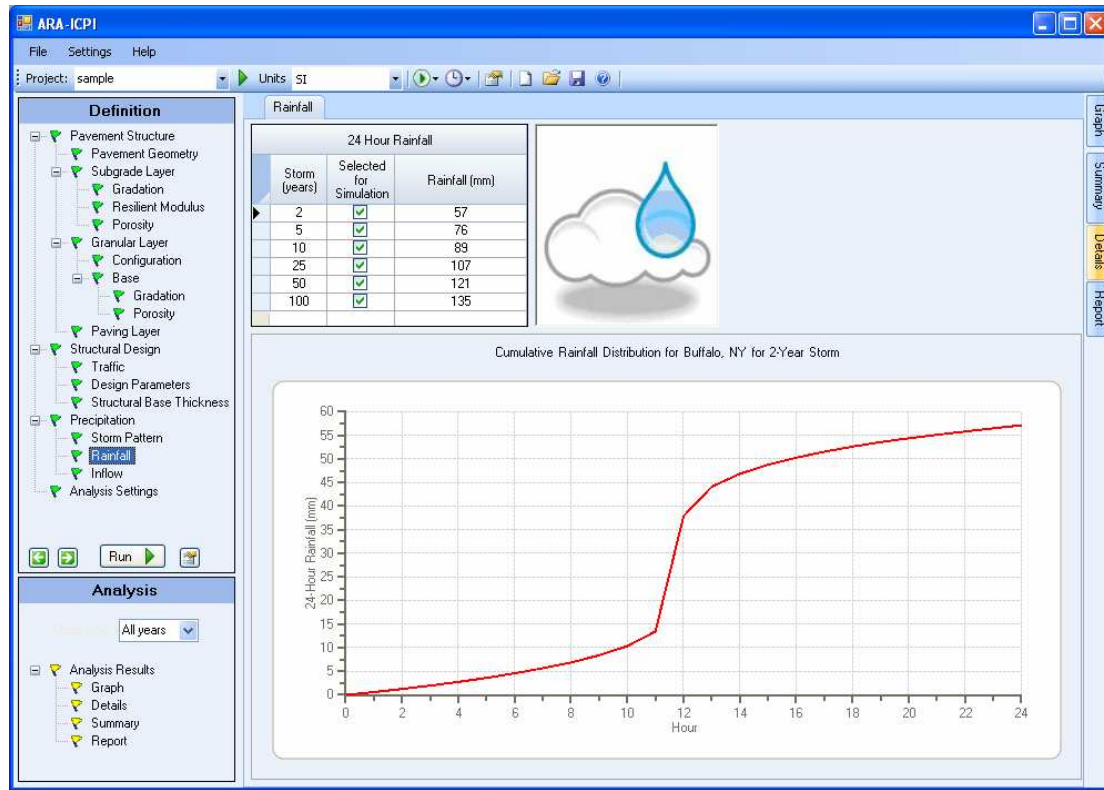 ARA-ICPI
File Settings Help
Project: sample Units SI
Definition
Pavement Structure
Pavement Geometry
Subgrade Layer
Gradation
Resilient Modulus
Porosity
Granular Layer
Configuration
Base
Gradation
Porosity
Paving Layer
Structural Design
Traffic
Design Parameters
Structural Base Thickness
Precipitation
Storm Pattern
Rainfall
Inflow
Analysis Settings
Run
Analysis
All years
Analysis Results
Graph
Details
Summary
Report
Rainfall
24 Hour Rainfall
Storm (years) Selected for Simulation Rainfall (mm)
2 57
5 76
10 89
25 107
50 121
100 135
Cumulative Rainfall Distribution for Buffalo, NY for 2-Year Storm
24-Hour Rainfall (mm)
60
55
50
45
40
35
30
25
20
15
10
5
0
0 2 4 6 8 10 12 14 16 18 20 22 24
Hour
Graph
Summary
Details
Report